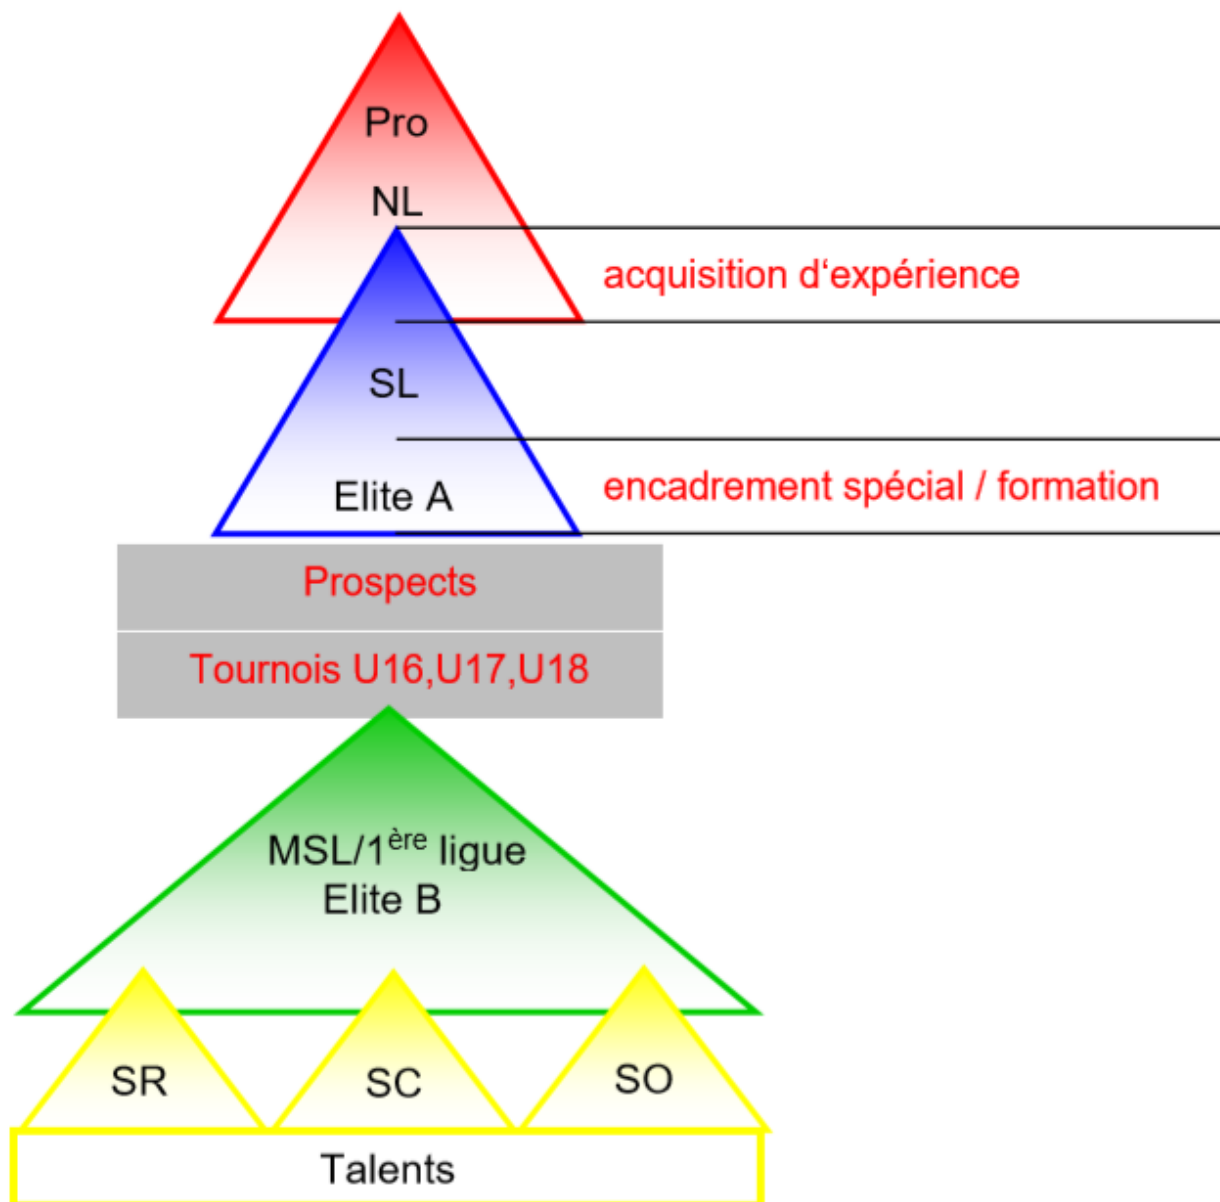 Pro
NL
acquisition d‘expérience
SL
Elite A
encadrement spécial / formation
Prospects
Tournois U16,U17,U18
MSL/1ère ligue
Elite B
SR
SC
SO
Talents